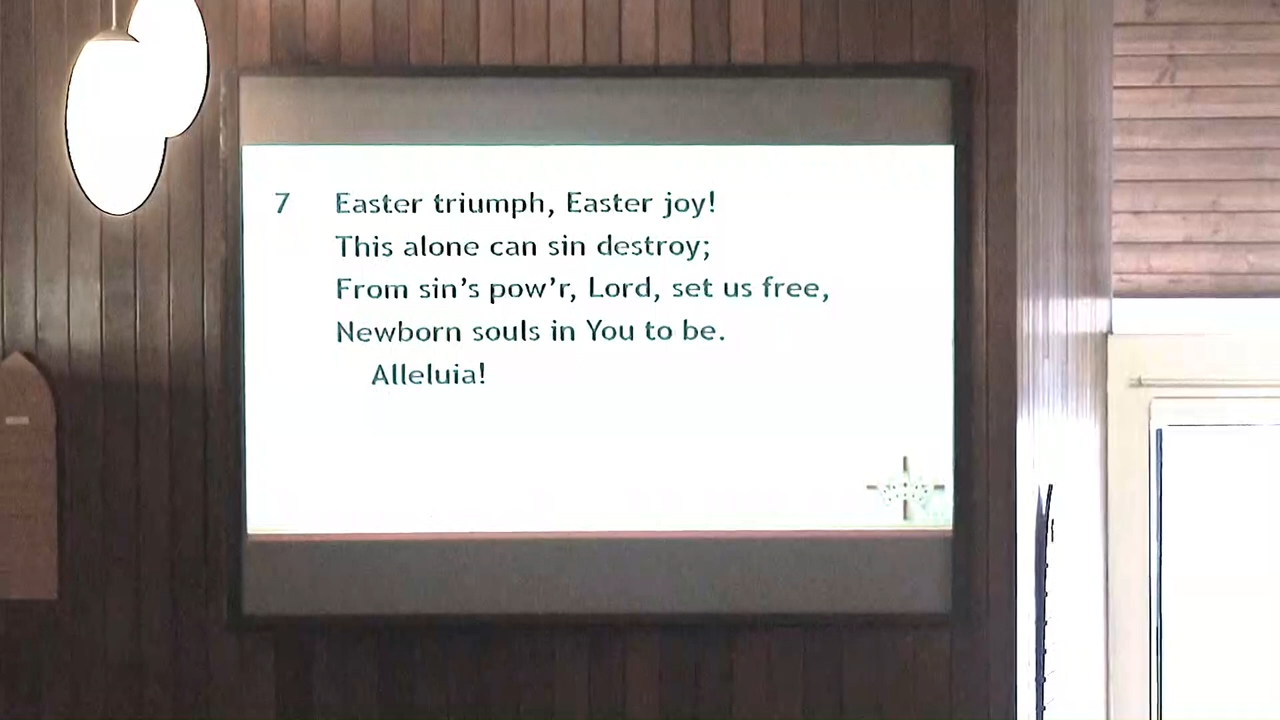 7 Easter triumph, Easter joy!
This alone can sin destroy;
From sin's pow'r, Lord, set us free,
Newborn souls in You to be.
Alleluia!